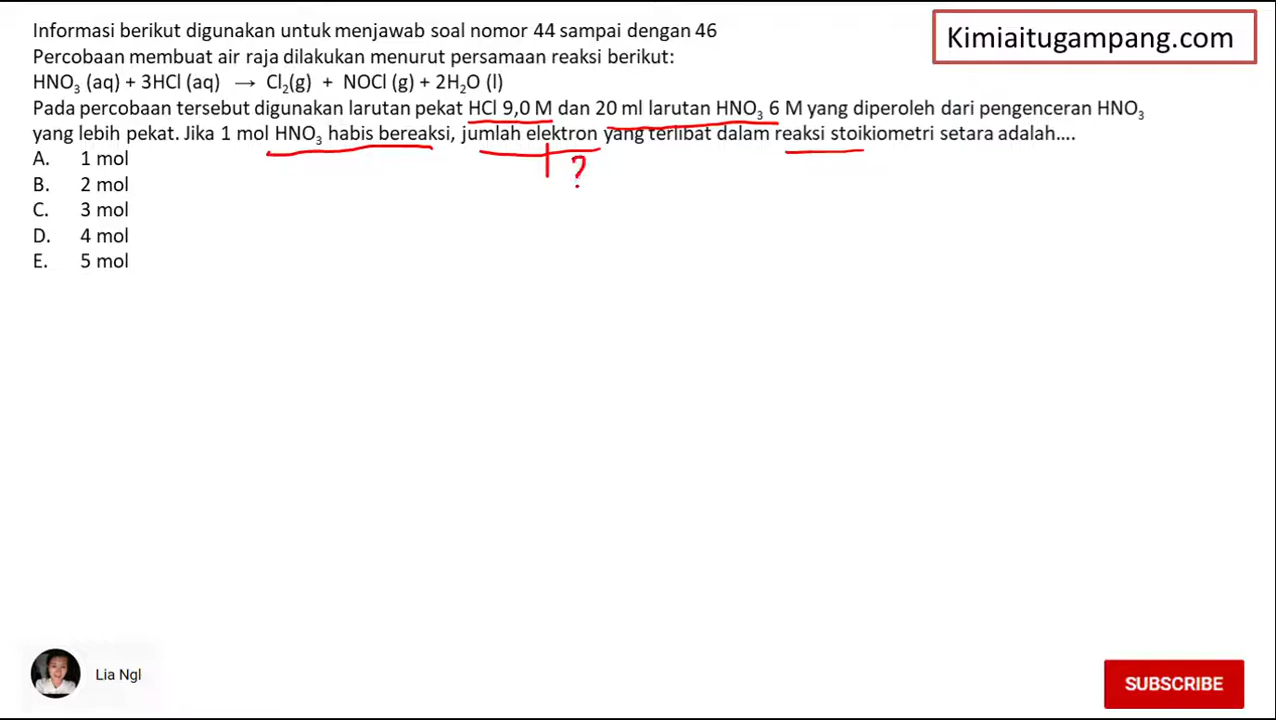 Informasi berikut digunakan untuk menjawab soal nomor 44 sampai dengan 46
Kimiaitugampang.com
Percobaan membuat air raja dilakukan menurut persamaan reaksi berikut:
HNO₃ (aq) + 3HCl (aq) → Cl₂(g) + NOCl (g) + 2H₂O (l)
Pada percobaan tersebut digunakan larutan pekat HCl 9,0 M dan 20 ml larutan HNO₃ 6 M yang diperoleh dari pengenceran HNO₃
yang lebih pekat. Jika 1 mol HNO₃ habis bereaksi, jumlah elektron yang terlibat dalam reaksi stoikiometri setara adalah....
?
A. 1 mol
B. 2 mol
C. 3 mol
D. 4 mol
E. 5 mol
Lia Ngl
SUBSCRIBE